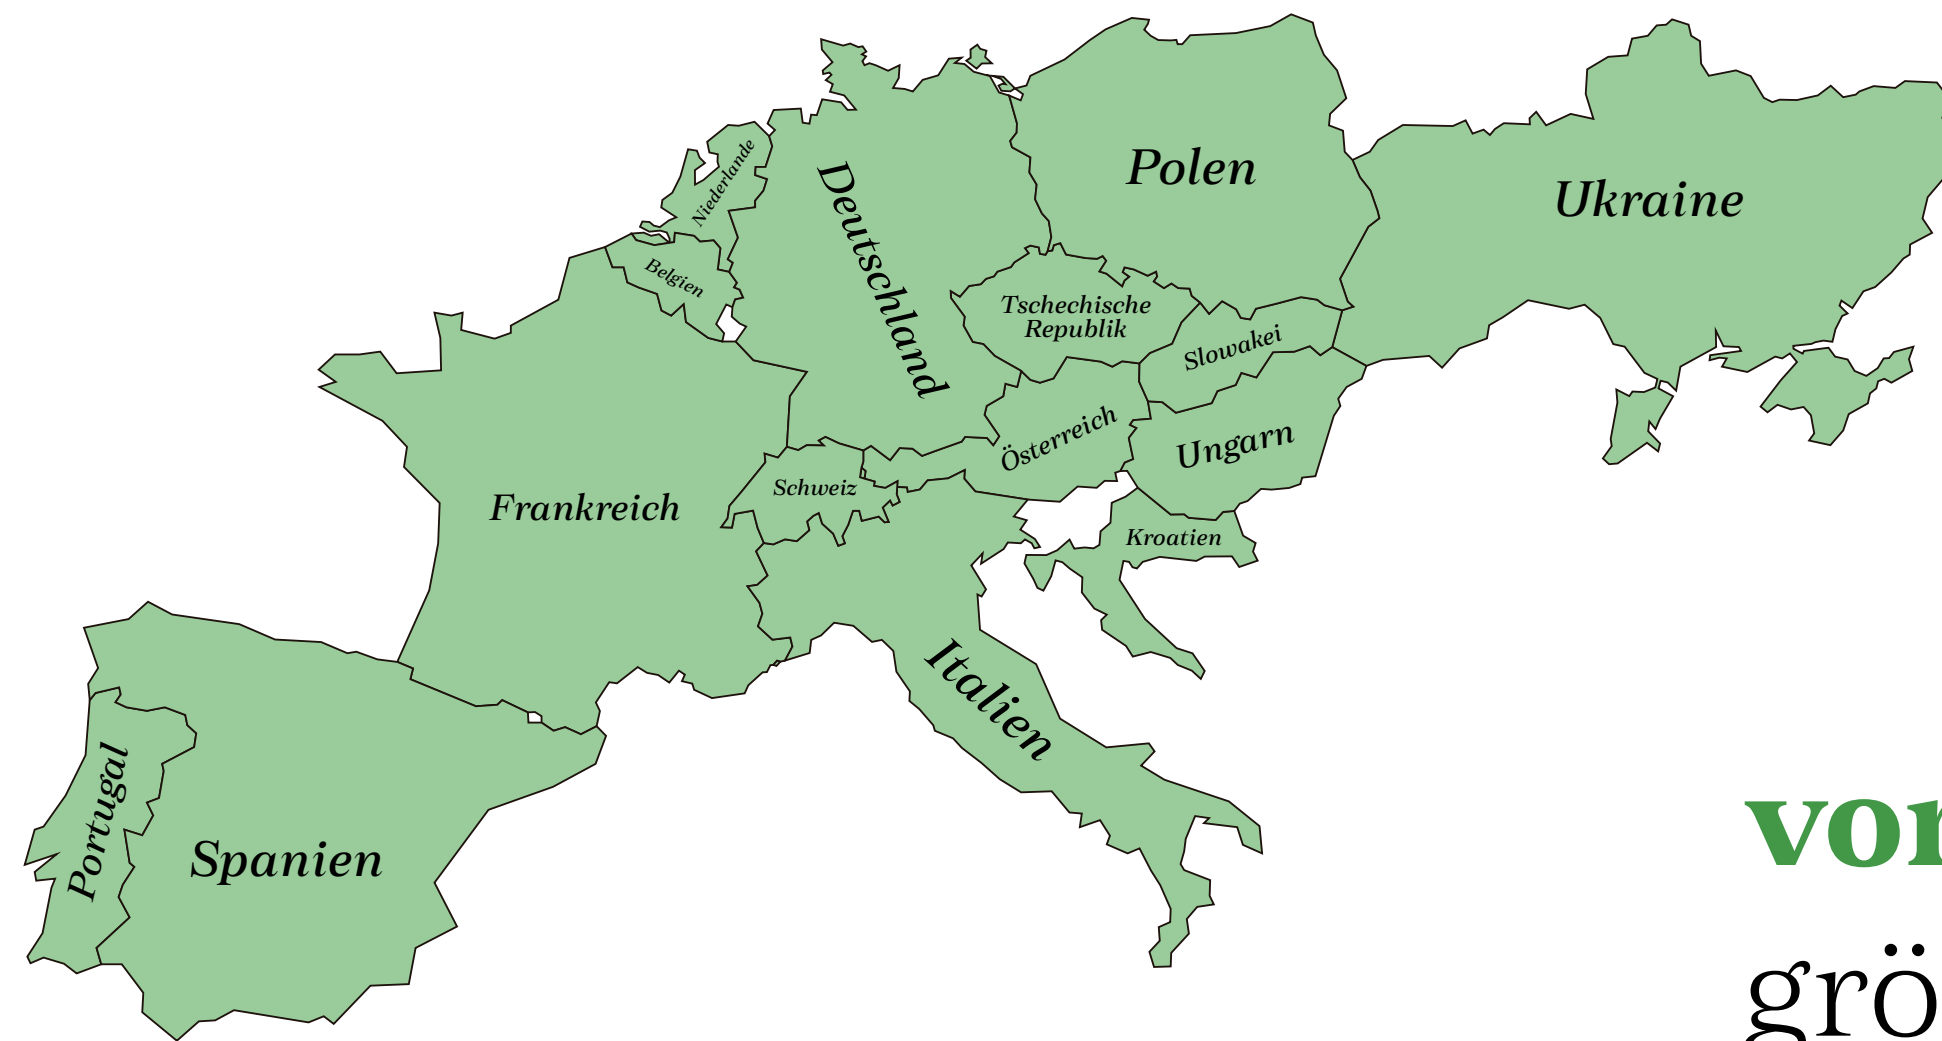 Polen
Ukraine
Niederlande
Deutschland
Belgien
Tschechische
Republik
Slowakei
Österreich
Ungarn
Schweiz
Frankreich
Kroatien
Italien
Portugal
Spanien